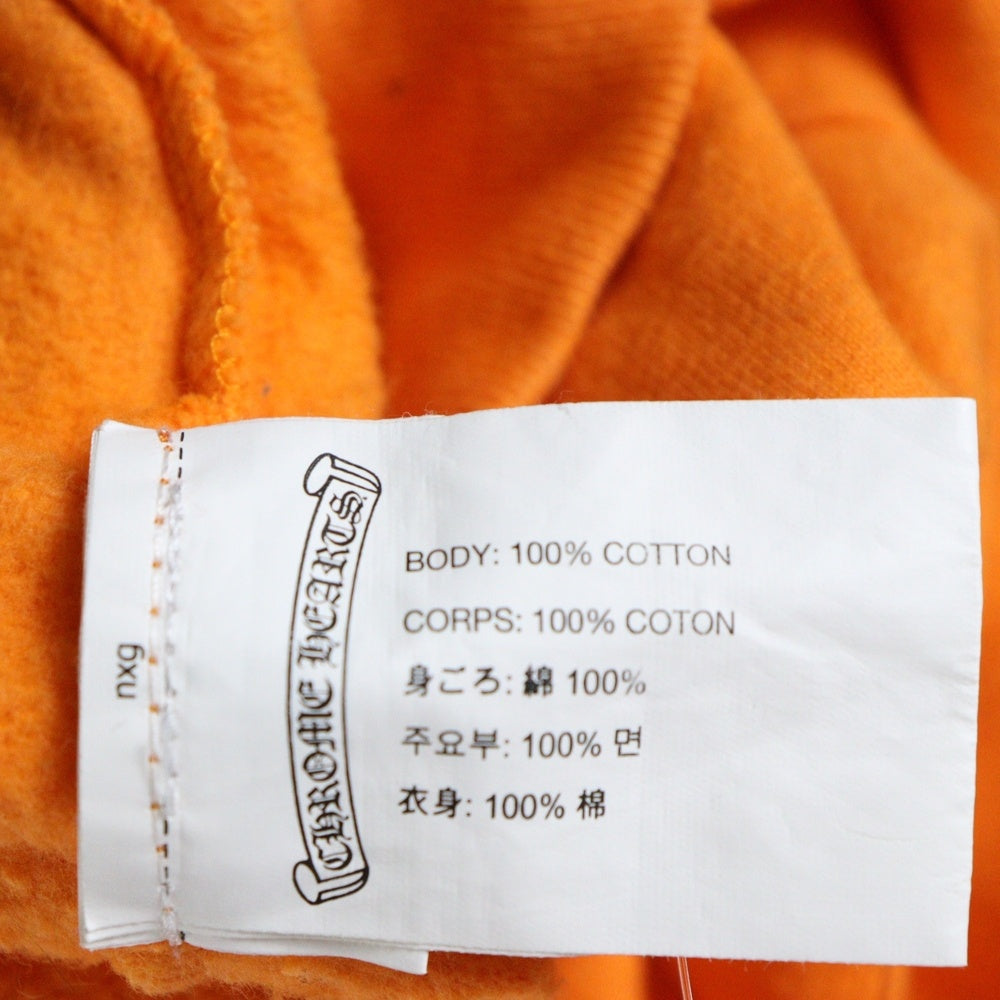 nxg
CHROME HEARTS
BODY: 100% COTTON
CORPS: 100% COTON
身ごろ: 綿 100%
주요부: 100% 면
衣身: 100% 棉